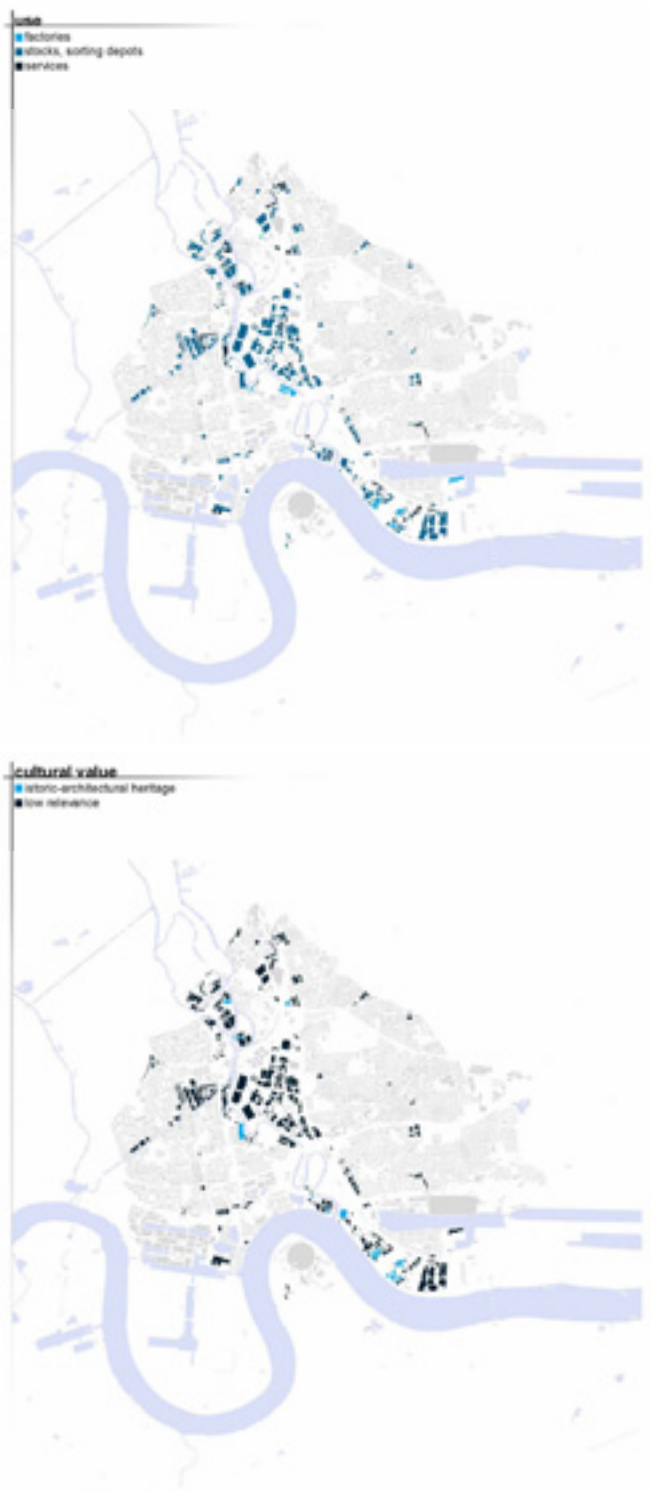 use
factories
stocks, sorting depots
services
cultural value
istoric-architectural heritage
low relevance